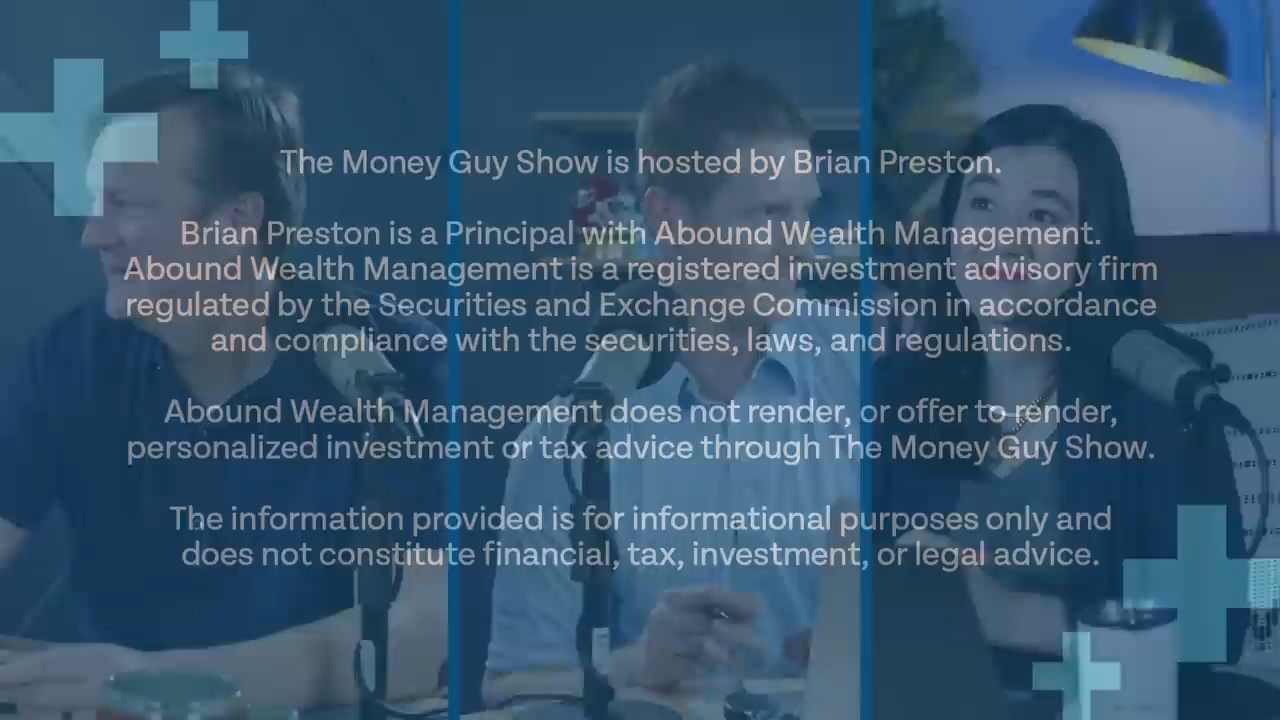 The Money Guy Show is hosted by Brian Preston.
Brian Preston is a Principal with Abound Wealth Management.
Abound Wealth Management is a registered investment advisory firm
regulated by the Securities and Exchange Commission in accordance
and compliance with the securities, laws, and regulations.
Abound Wealth Management does not render, or offer to render,
personalized investment or tax advice through The Money Guy Show.
The information provided is for informational purposes only and
does not constitute financial, tax, investment, or legal advice.